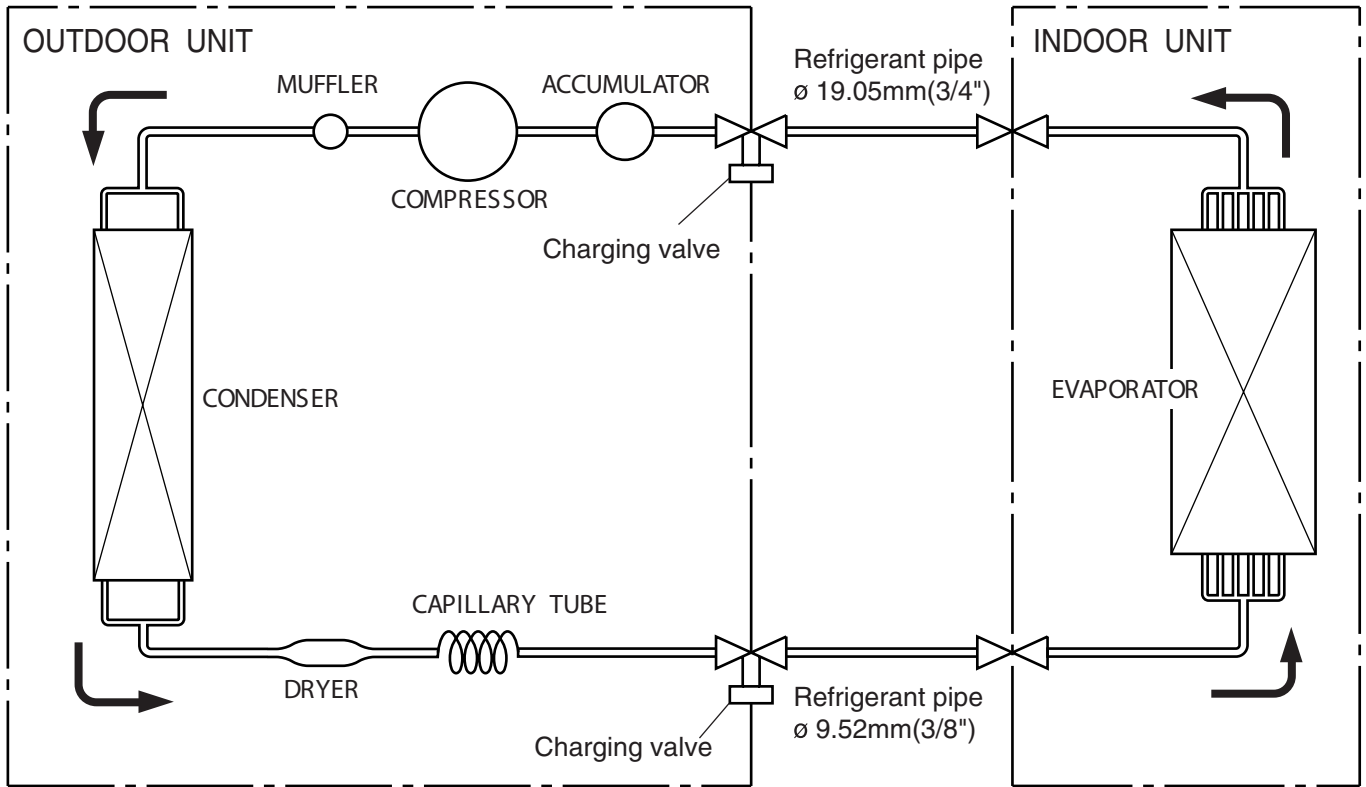 OUTDOOR UNIT
INDOOR UNIT
MUFFLER
ACCUMULATOR
Refrigerant pipe
ø 19.05mm(3/4")
COMPRESSOR
Charging valve
CONDENSER
EVAPORATOR
CAPILLARY TUBE
DRYER
Refrigerant pipe
ø 9.52mm(3/8")
Charging valve